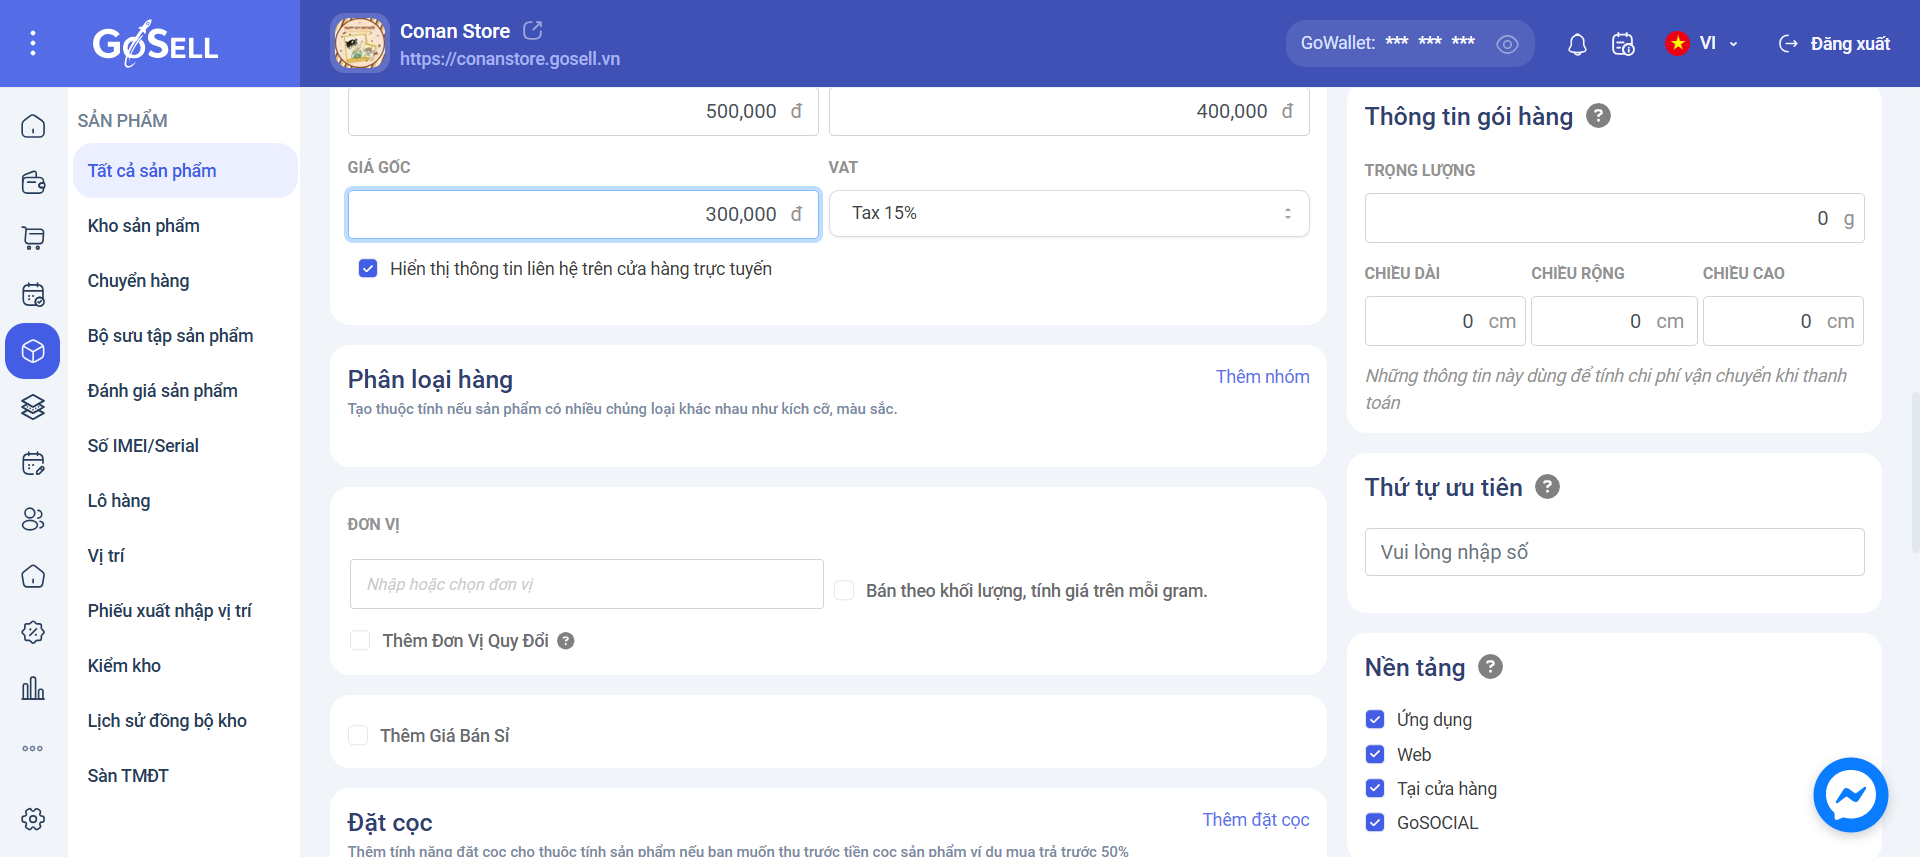 GoSELL
Conan Store
https://conanstore.gosell.vn
GoWallet: *** *** ***
VI
Đăng xuất
SẢN PHẨM
Tất cả sản phẩm
Kho sản phẩm
Chuyển hàng
Bộ sưu tập sản phẩm
Đánh giá sản phẩm
Số IMEI/Serial
Lô hàng
Vị trí
Phiếu xuất nhập vị trí
Kiểm kho
Lịch sử đồng bộ kho
Sàn TMĐT
500,000 đ
400,000 đ
GIÁ GỐC
VAT
300,000 đ
Tax 15%
Hiển thị thông tin liên hệ trên cửa hàng trực tuyến
Phân loại hàng
Thêm nhóm
Tạo thuộc tính nếu sản phẩm có nhiều chủng loại khác nhau như kích cỡ, màu sắc.
ĐƠN VỊ
Nhập hoặc chọn đơn vị
Bán theo khối lượng, tính giá trên mỗi gram.
Thêm Đơn Vị Quy Đổi ?
Thêm Giá Bán Sỉ
Đặt cọc
Thêm đặt cọc
Thêm tính năng đặt cọc cho thuộc tính sản phẩm nếu bạn muốn thu trước tiền cọc sản phẩm ví dụ mua trả trước 50%
Thông tin gói hàng ?
TRỌNG LƯỢNG
0 g
CHIỀU DÀI
CHIỀU RỘNG
CHIỀU CAO
0 cm
0 cm
0 cm
Những thông tin này dùng để tính chi phí vận chuyển khi thanh
toán
Thứ tự ưu tiên ?
Vui lòng nhập số
Nền tảng ?
Ứng dụng
Web
Tại cửa hàng
GoSOCIAL